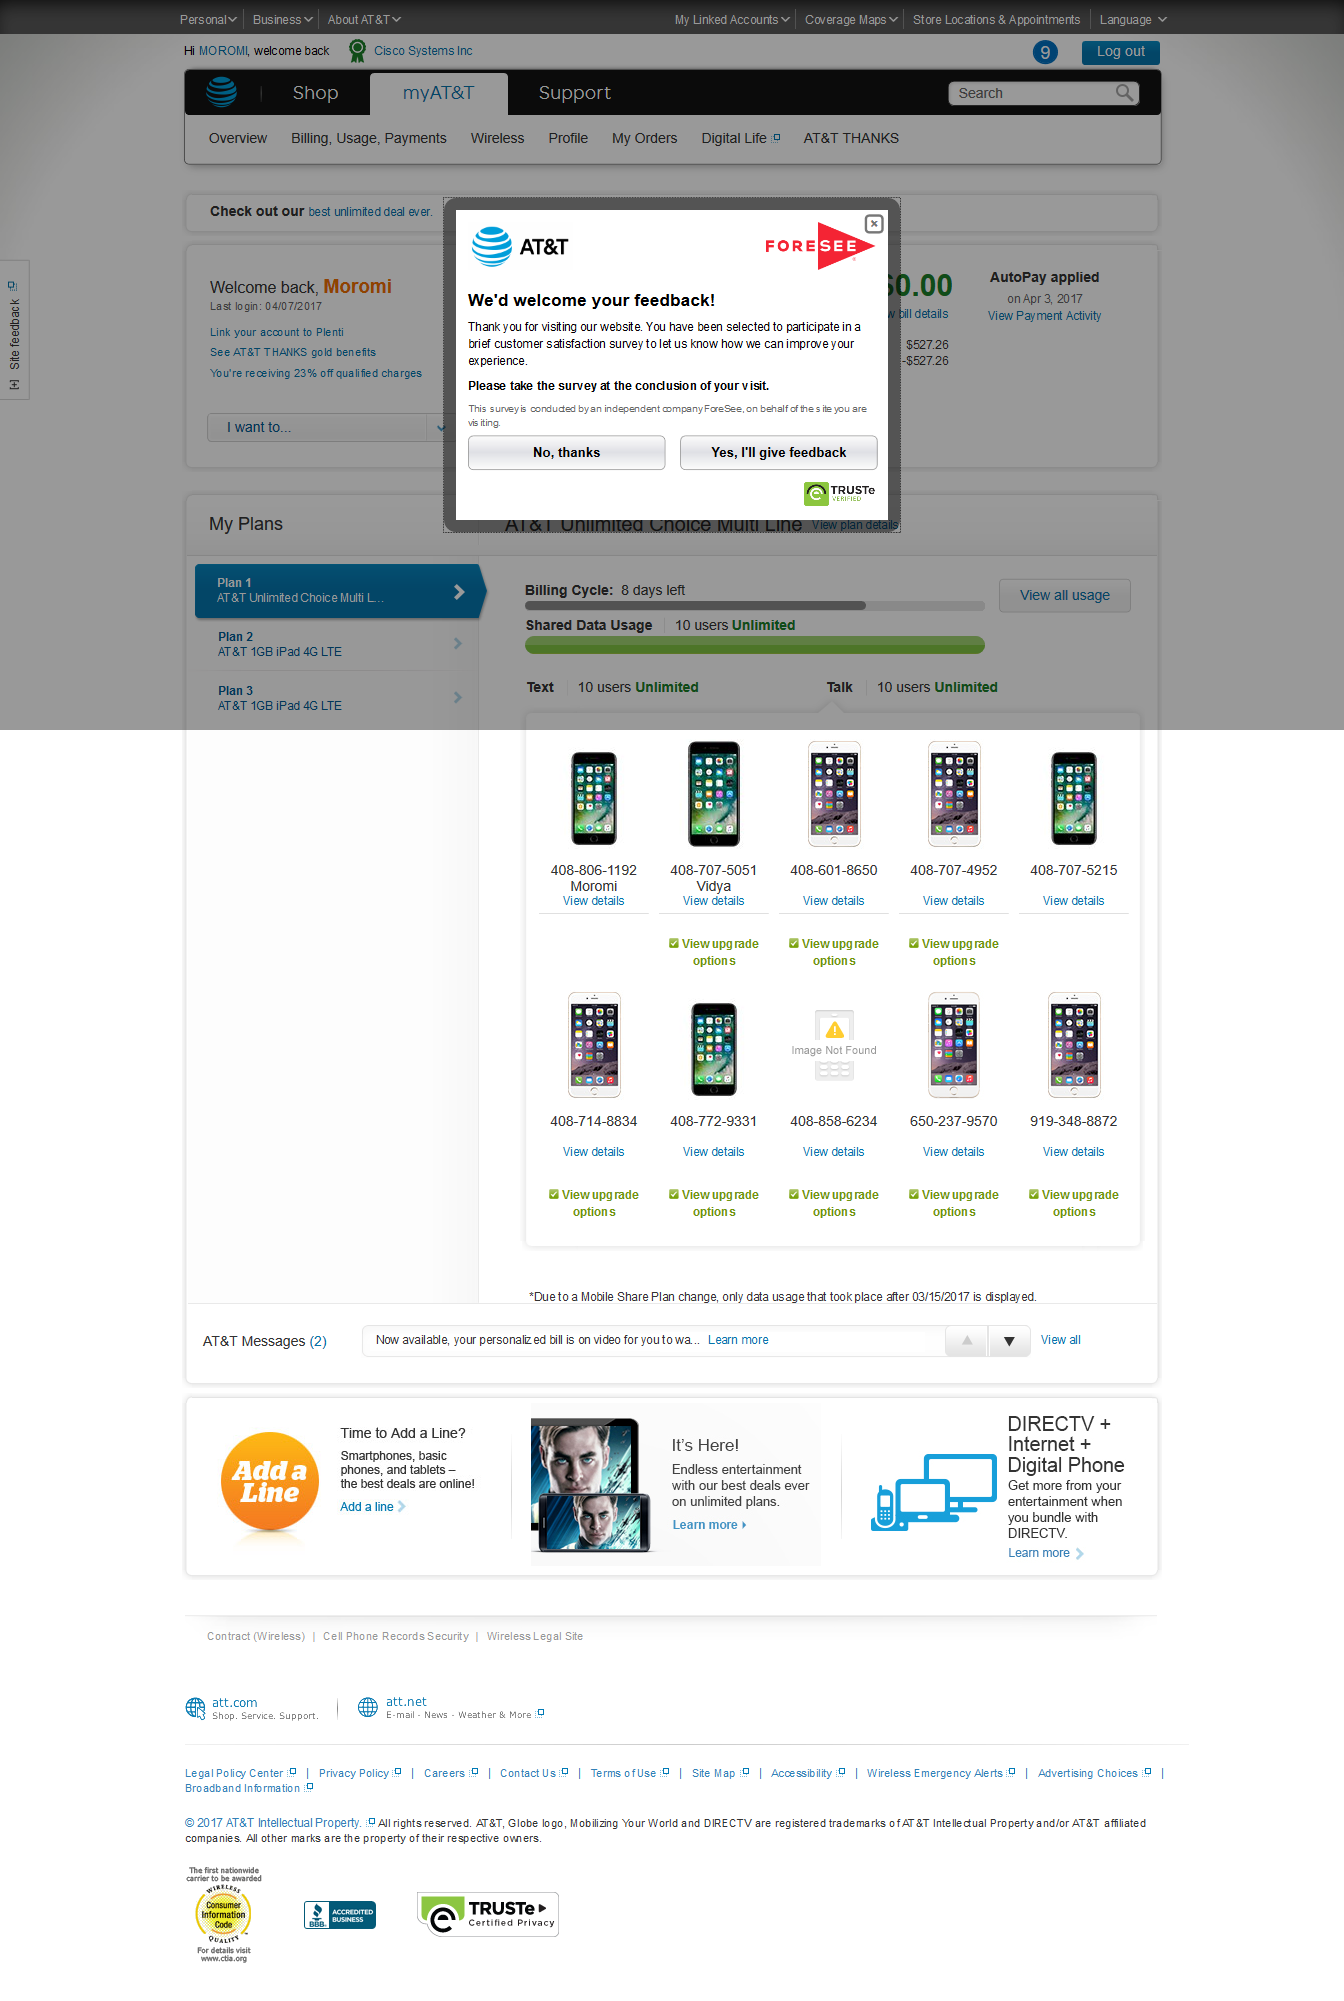 Personal Business About AT&T My Linked Accounts Coverage Maps Store Locations & Appointments Language
Hi MOROMI, welcome back Cisco Systems Inc 9 Log out
Shop myAT&T Support Search
Overview Billing, Usage, Payments Wireless Profile My Orders Digital Life AT&T THANKS
Check out our best unlimited deal ever.
[+] Site feedback
Welcome back, Moromi
Last login: 04/07/2017
Link your account to Plenti
See AT&T THANKS gold benefits
You're receiving 23% off qualified charges
I want to...
AT&T
FORESEE
We'd welcome your feedback!
Thank you for visiting our website. You have been selected to participate in a
brief customer satisfaction survey to let us know how we can improve your
experience.
Please take the survey at the conclusion of your visit.
This survey is conducted by an independent company ForeSee, on behalf of the site you are
visiting.
No, thanks Yes, I'll give feedback
TRUSTe
VERIFIED
$0.00
bill details
$527.26
-$527.26
AutoPay applied
on Apr 3, 2017
View Payment Activity
My Plans
AT&T Unlimited Choice Multi Line View plan details
Plan 1
AT&T Unlimited Choice Multi L...
Plan 2
AT&T 1GB iPad 4G LTE
Plan 3
AT&T 1GB iPad 4G LTE
Billing Cycle: 8 days left
View all usage
Shared Data Usage 10 users Unlimited
Text 10 users Unlimited Talk 10 users Unlimited
408-806-1192 408-707-5051 408-601-8650 408-707-4952 408-707-5215
Moromi Vidya
View details View details View details View details View details
View upgrade View upgrade View upgrade
options options options
Image Not Found
408-714-8834 408-772-9331 408-858-6234 650-237-9570 919-348-8872
View details View details View details View details View details
View upgrade View upgrade View upgrade View upgrade View upgrade
options options options options options
*Due to a Mobile Share Plan change, only data usage that took place after 03/15/2017 is displayed.
AT&T Messages (2) Now available, your personalized bill is on video for you to wa... Learn more View all
Add a
Line
Time to Add a Line?
Smartphones, basic
phones, and tablets –
the best deals are online!
Add a line
It's Here!
Endless entertainment
with our best deals ever
on unlimited plans.
Learn more
DIRECTV +
Internet +
Digital Phone
Get more from your
entertainment when
you bundle with
DIRECTV.
Learn more
Contract (Wireless) | Cell Phone Records Security | Wireless Legal Site
att.com
Shop. Service. Support.
att.net
E-mail - News - Weather & More
Legal Policy Center | Privacy Policy | Careers | Contact Us | Terms of Use | Site Map | Accessibility | Wireless Emergency Alerts | Advertising Choices |
Broadband Information
© 2017 AT&T Intellectual Property. All rights reserved. AT&T, Globe logo, Mobilizing Your World and DIRECTV are registered trademarks of AT&T Intellectual Property and/or AT&T affiliated
companies. All other marks are the property of their respective owners.
The first nationwide
carrier to be awarded
WIRELESS
Consumer
Information
Code
QUALITY
For details visit
www.ctia.org
BBB
ACCREDITED
BUSINESS
TRUSTe
Certified Privacy